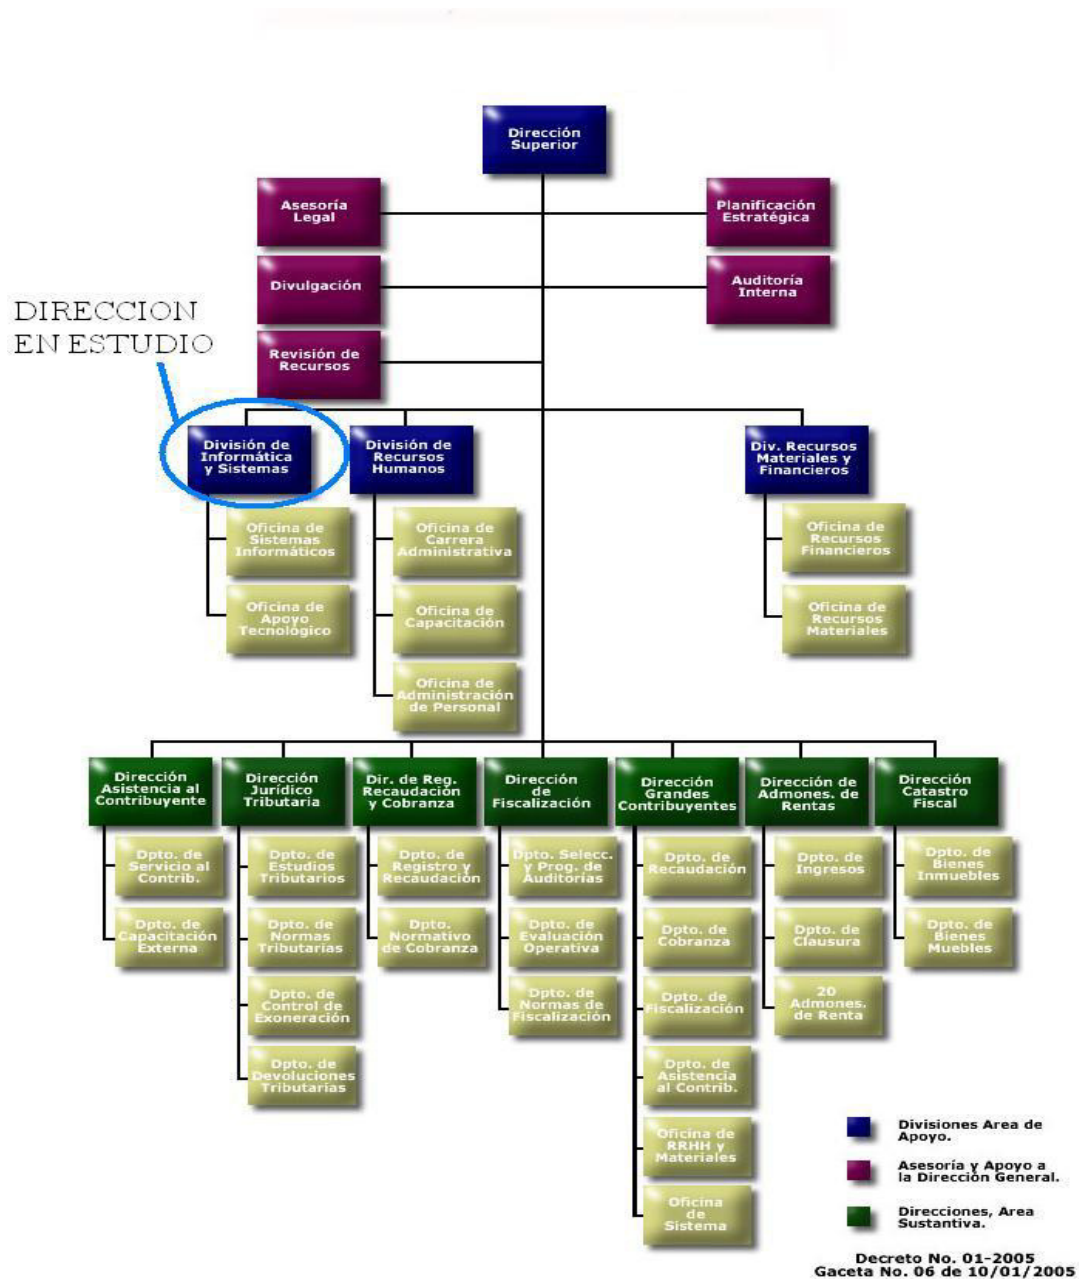 Dirección
Superior
Asesoría
Legal
Planificación
Estratégica
Divulgación
Auditoría
Interna
DIRECCION
EN ESTUDIO
Revisión de
Recursos
División de
Informática
y Sistemas
División de
Recursos
Humanos
Div. Recursos
Materiales y
Financieros
Oficina de
Sistemas
Informáticos
Oficina de
Carrera
Administrativa
Oficina de
Recursos
Financieros
Oficina de
Apoyo
Tecnológico
Oficina de
Capacitación
Oficina de
Recursos
Materiales
Oficina de
Administración
de Personal
Dirección
Asistencia al
Contribuyente
Dirección
Jurídico
Tributaria
Dir. de Reg.
Recaudación
y Cobranza
Dirección
de
Fiscalización
Dirección
Grandes
Contribuyentes
Dirección de
Admones. de
Rentas
Dirección
Catastro
Fiscal
Dpto. de
Servicio al
Contrib.
Dpto. de
Estudios
Tributarios
Dpto. de
Registro y
Recaudación
Dpto. Selecc.
y Prog. de
Auditorías
Dpto. de
Recaudación
Dpto. de
Ingresos
Dpto. de
Bienes
Inmuebles
Dpto. de
Capacitación
Externa
Dpto. de
Normas
Tributarías
Dpto.
Normativo
de Cobranza
Dpto. de
Evaluación
Operativa
Dpto. de
Cobranza
Dpto. de
Clausura
Dpto. de
Bienes
Muebles
Dpto. de
Control de
Exoneración
Dpto. de
Normas de
Fiscalización
Dpto. de
Fiscalización
20
Admones.
de Renta
Dpto. de
Devoluciones
Tributarias
Dpto. de
Asistencia
al Contrib.
Oficina de
RRHH y
Materiales
Oficina
de
Sistema
Divisiones Area de
Apoyo.
Asesoría y Apoyo a
la Dirección General.
Direcciones, Area
Sustantiva.
Decreto No. 01-2005
Gaceta No. 06 de 10/01/2005